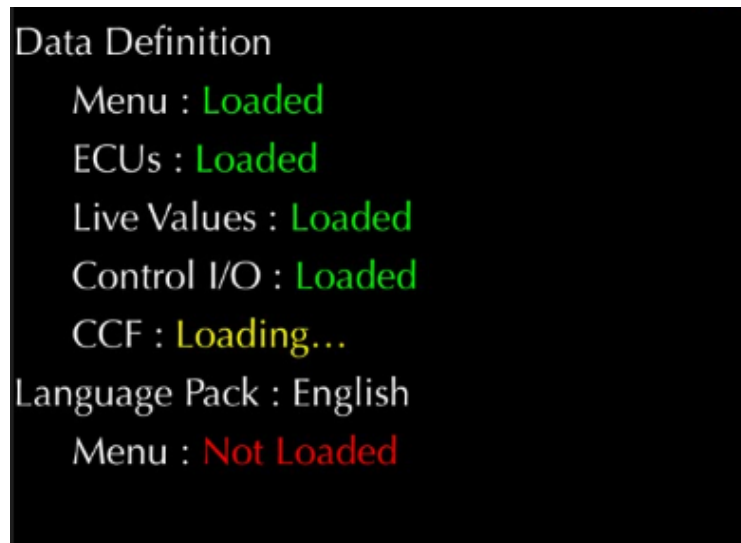 Data Definition
Menu : Loaded
ECUs : Loaded
Live Values : Loaded
Control I/O : Loaded
CCF : Loading...
Language Pack : English
Menu : Not Loaded